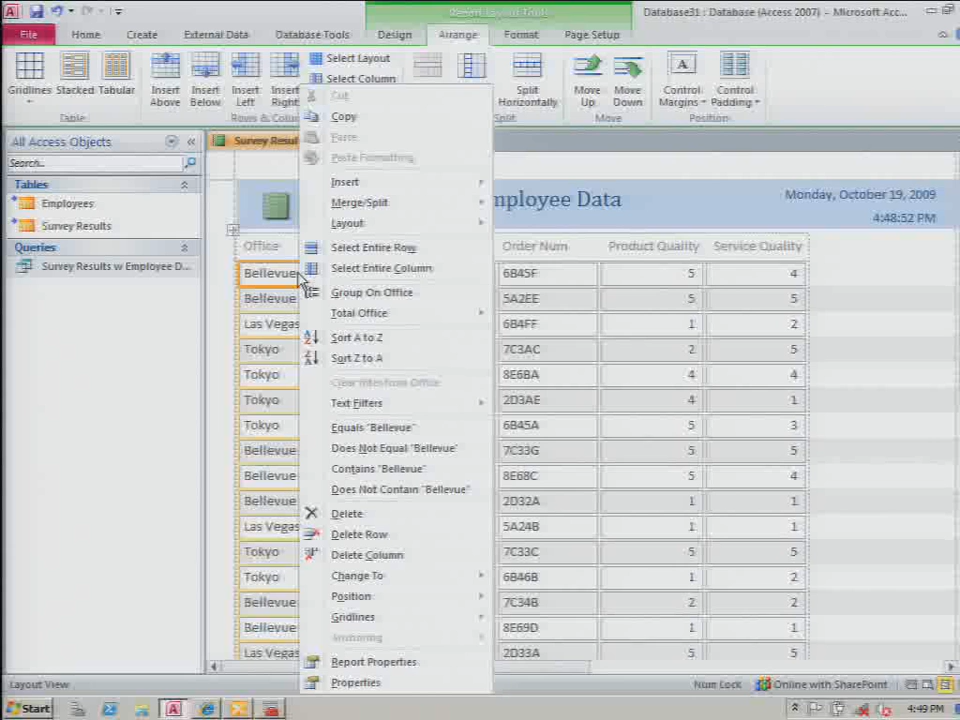 Report Layout Tools
Database31 : Database (Access 2007) - Microsoft Acc...
File Home Create External Data Database Tools Design Arrange Format Page Setup
Gridlines Stacked Tabular
Table
Insert Above Insert Below Insert Left Insert Right
Rows & Colu
Select Layout
Select Column
Split Horizontally
Split
Move Up Move Down
Move
Control Margins Control Padding
Position
All Access Objects
Search...
Tables
Employees
Survey Results
Queries
Survey Results w Employee D...
Survey Resul
mployee Data
Monday, October 19, 2009
4:48:52 PM
Office Order Num Product Quality Service Quality
Bellevue 6B45F 5 4
Bellevue 5A2EE 5 5
Las Vegas 6B4FF 1 2
Tokyo 7C3AC 2 5
Tokyo 8E6BA 4 4
Tokyo 2D3AE 4 1
Tokyo 6B45A 5 3
Bellevue 7C33G 5 5
Bellevue 8E68C 5 4
Bellevue 2D32A 1 1
Las Vegas 5A24B 1 1
Tokyo 7C33C 5 5
Tokyo 6B46B 1 2
Bellevue 7C34B 2 2
Bellevue 8E69D 1 1
Las Vegas 2D33A 5 5
Cut
Copy
Paste
Paste Formatting
Insert
Merge/Split
Layout
Select Entire Row
Select Entire Column
Group On Office
Total Office
Sort A to Z
Sort Z to A
Clear filter from Office
Text Filters
Equals "Bellevue"
Does Not Equal "Bellevue"
Contains "Bellevue"
Does Not Contain "Bellevue"
Delete
Delete Row
Delete Column
Change To
Position
Gridlines
Anchoring
Report Properties
Properties
Layout View
Num Lock
Online with SharePoint
Start
4:49 PM